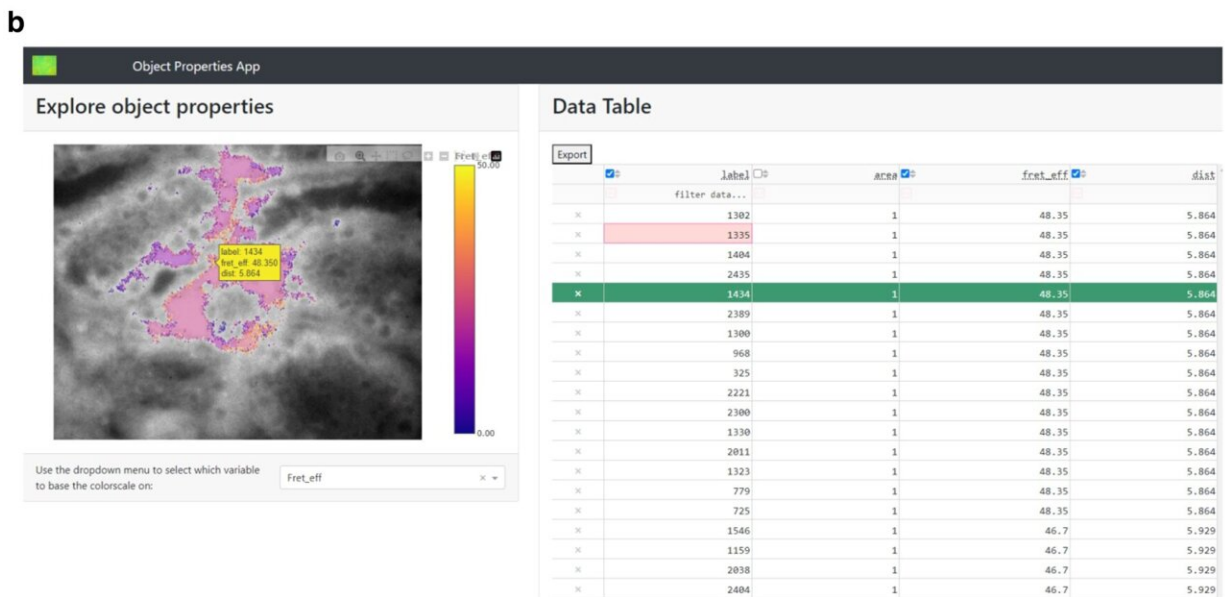 b
Object Properties App
Explore object properties
50.00
label: 1434
fret_eff: 48.350
dist: 5.864
0.00
Use the dropdown menu to select which variable
to base the colorscale on:
Fret_eff
Data Table
Export
label area fret_eff dist
filter data...
1302 1 48.35 5.864
1335 1 48.35 5.864
1404 1 48.35 5.864
2435 1 48.35 5.864
1434 1 48.35 5.864
2389 1 48.35 5.864
1300 1 48.35 5.864
968 1 48.35 5.864
325 1 48.35 5.864
2221 1 48.35 5.864
2300 1 48.35 5.864
1330 1 48.35 5.864
2011 1 48.35 5.864
1323 1 48.35 5.864
779 1 48.35 5.864
725 1 48.35 5.864
1546 1 46.7 5.929
1159 1 46.7 5.929
2038 1 46.7 5.929
2404 1 46.7 5.929